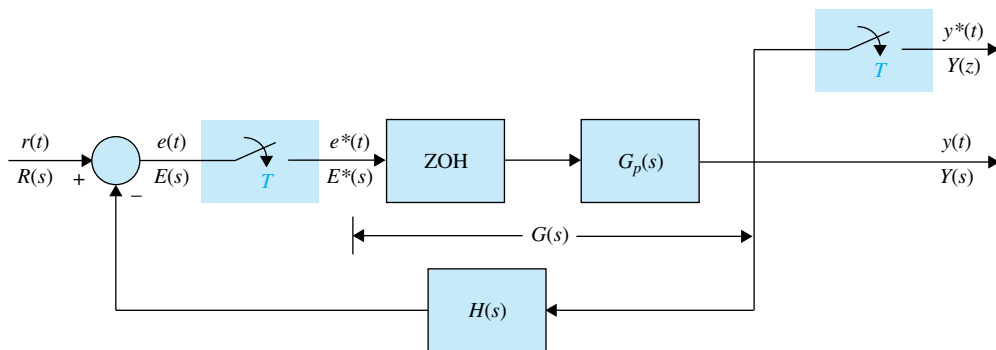 y*(t)
T
Y(z)
r(t)
e(t)
e*(t)
ZOH
G_p(s)
y(t)
R(s)
+
E(s)
T
E*(s)
Y(s)
−
G(s)
H(s)